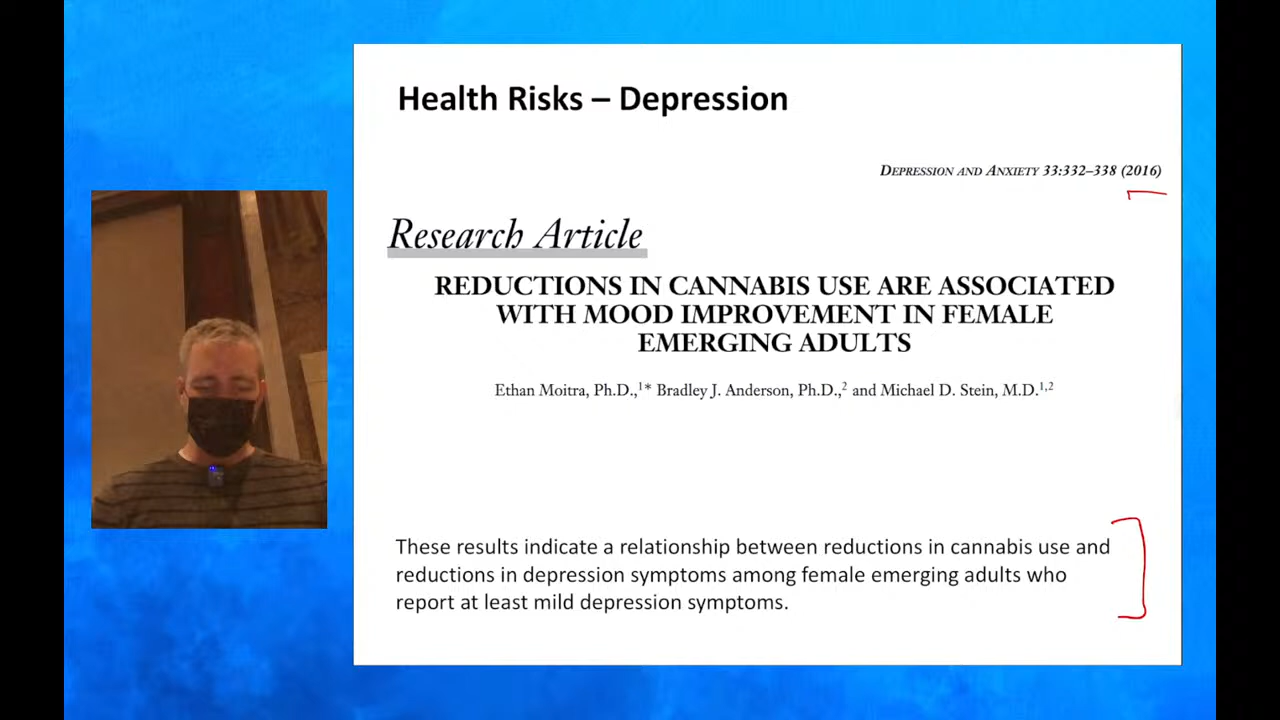 Health Risks – Depression
DEPRESSION AND ANXIETY 33:332–338 (2016)
Research Article
REDUCTIONS IN CANNABIS USE ARE ASSOCIATED
WITH MOOD IMPROVEMENT IN FEMALE
EMERGING ADULTS
Ethan Moitra, Ph.D.,¹* Bradley J. Anderson, Ph.D.,² and Michael D. Stein, M.D.¹,²
These results indicate a relationship between reductions in cannabis use and
reductions in depression symptoms among female emerging adults who
report at least mild depression symptoms.